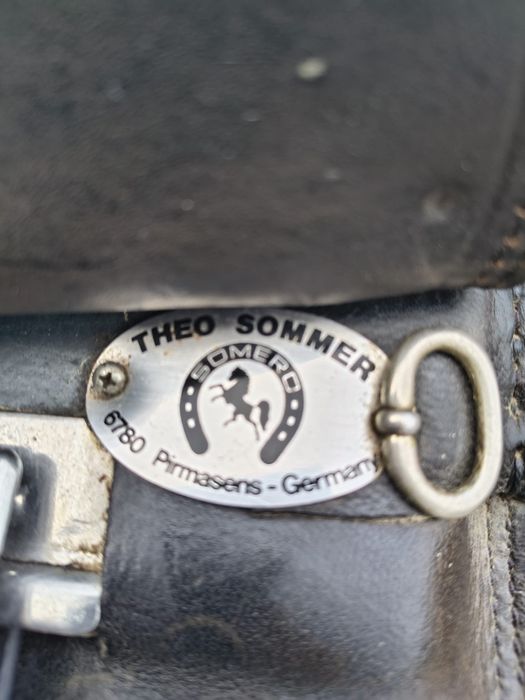 THEO SOMMER
SOMERO
6780 Pirmasens - Germany